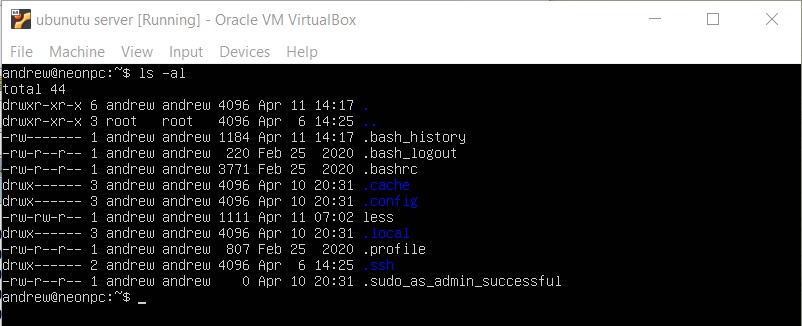 ubunutu server [Running] - Oracle VM VirtualBox
File Machine View Input Devices Help
andrew@neonpc:~$ ls -al
total 44
drwxr-xr-x 6 andrew andrew 4096 Apr 11 14:17 .
drwxr-xr-x 3 root   root   4096 Apr  6 14:25 ..
-rw------- 1 andrew andrew 1184 Apr 11 14:17 .bash_history
-rw-r--r-- 1 andrew andrew  220 Feb 25  2020 .bash_logout
-rw-r--r-- 1 andrew andrew 3771 Feb 25  2020 .bashrc
drwx------ 3 andrew andrew 4096 Apr 10 20:31 .cache
drwx------ 3 andrew andrew 4096 Apr 10 20:31 .config
-rw-rw-r-- 1 andrew andrew 1111 Apr 11 07:02 less
drwx------ 3 andrew andrew 4096 Apr 10 20:31 .local
-rw-r--r-- 1 andrew andrew  807 Feb 25  2020 .profile
drwx------ 2 andrew andrew 4096 Apr  6 14:25 .ssh
-rw-r--r-- 1 andrew andrew    0 Apr 10 20:31 .sudo_as_admin_successful
andrew@neonpc:~$ _